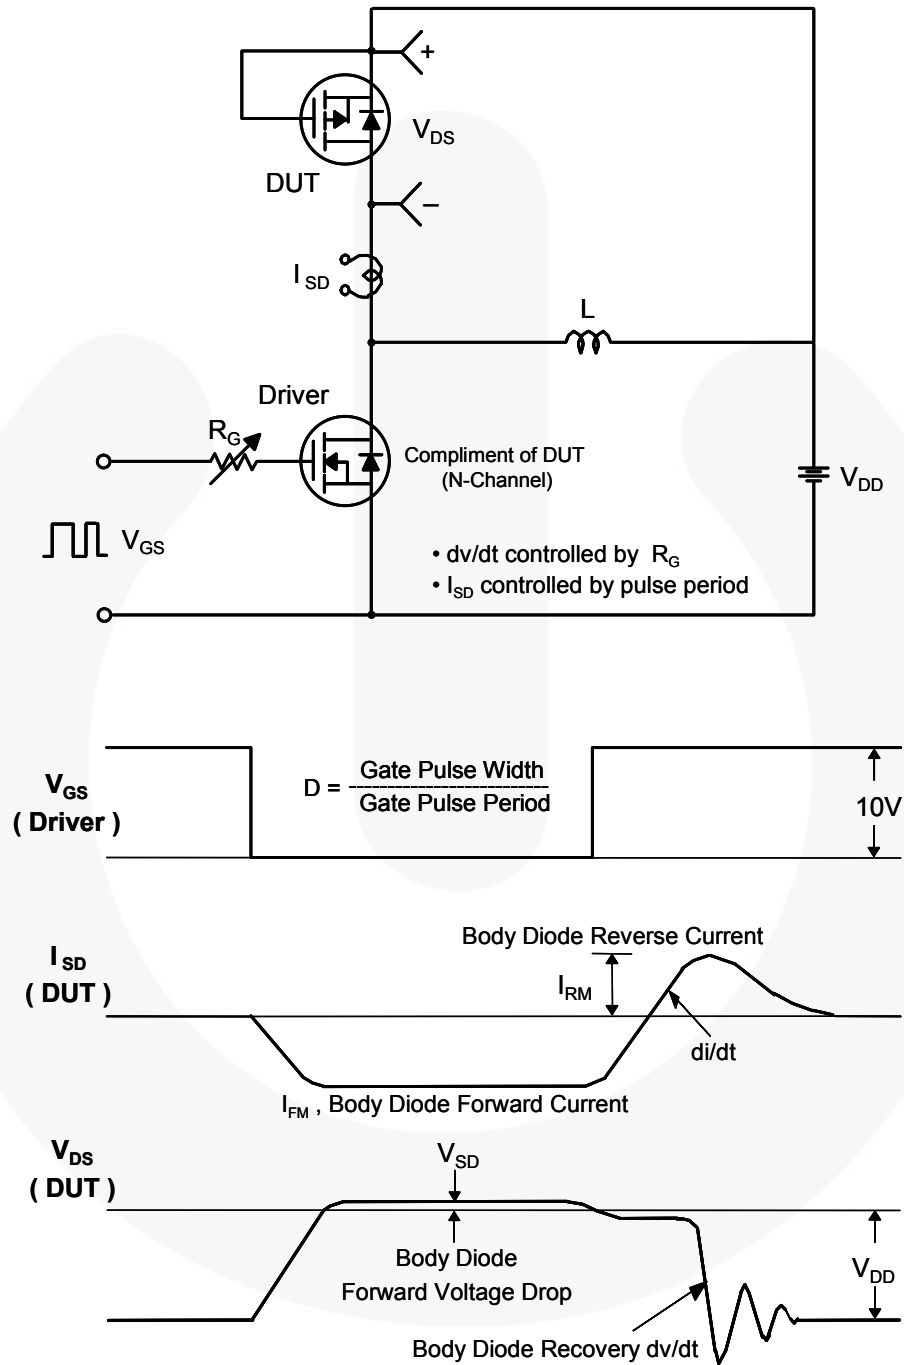 +
V_DS
DUT
–
I_SD
L
Driver
R_G
Compliment of DUT
(N-Channel)
V_DD
V_GS
• dv/dt controlled by R_G
• I_SD controlled by pulse period
V_GS
( Driver )
D = Gate Pulse Width
Gate Pulse Period
10V
I_SD
( DUT )
Body Diode Reverse Current
I_RM
di/dt
I_FM , Body Diode Forward Current
V_DS
( DUT )
V_SD
Body Diode
Forward Voltage Drop
V_DD
Body Diode Recovery dv/dt